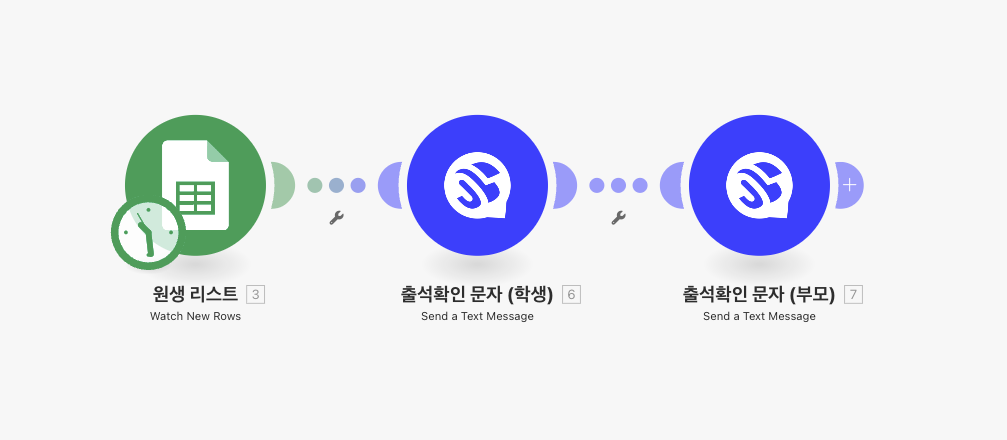 원생 리스트 3
Watch New Rows
출석확인 문자 (학생) 6
Send a Text Message
출석확인 문자 (부모) 7
Send a Text Message